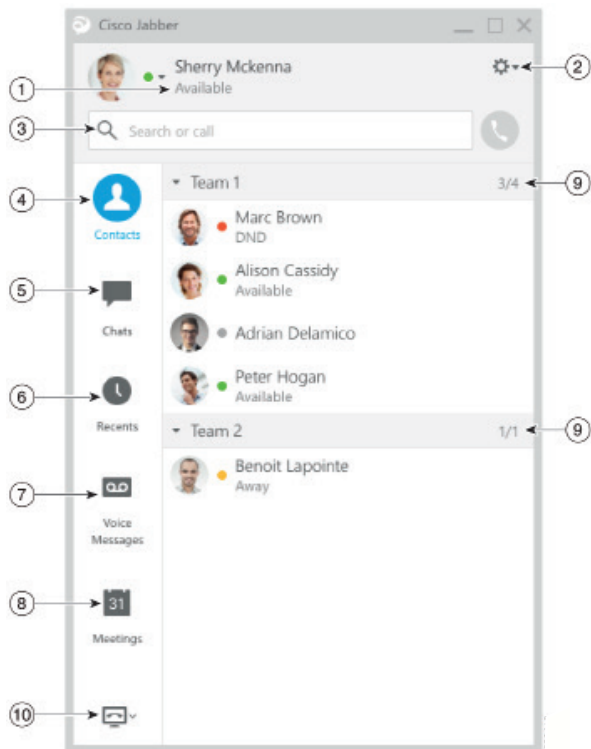 Cisco Jabber
Sherry Mckenna
2
1
Available
3
Search or call
4
Team 1
3/4
9
Marc Brown
Contacts
DND
Alison Cassidy
5
Available
Chats
Adrian Delamico
Peter Hogan
6
Available
Recents
Team 2
1/1
9
Benoit Lapointe
7
Away
Voice
Messages
8
31
Meetings
10